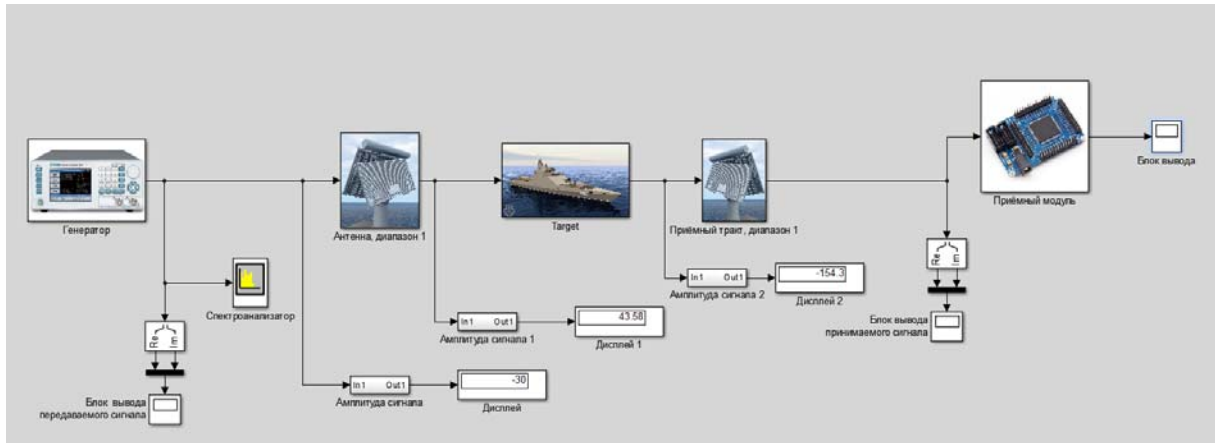 Генератор
Спектроанализатор
Re
Im
Блок вывода
передаваемого сигнала
Антенна, диапазон 1
In1 Out1
Амплитуда сигнала
-30
Дисплей
In1 Out1
Амплитуда сигнала 1
43.58
Дисплей 1
Target
Приёмный тракт, диапазон 1
In1 Out1
Амплитуда сигнала 2
-154.3
Дисплей 2
Re
Im
Блок вывода
принимаемого сигнала
Приёмный модуль
Блок вывода